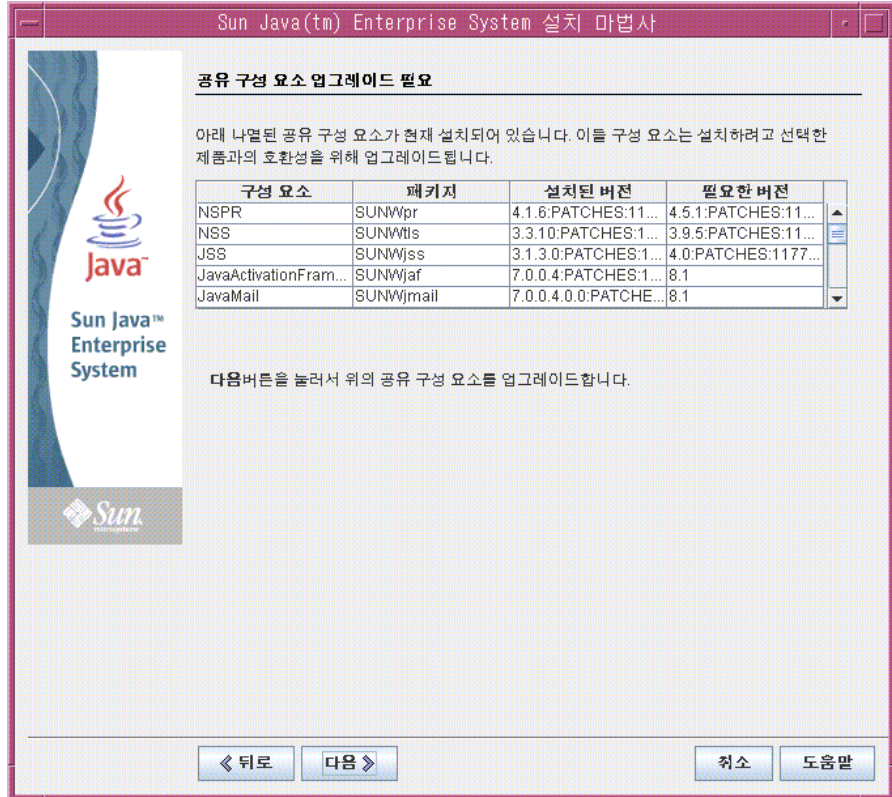 Sun Java(tm) Enterprise System 설치 마법사
공유 구성 요소 업그레이드 필요
아래 나열된 공유 구성 요소가 현재 설치되어 있습니다. 이들 구성 요소는 설치하려고 선택한
제품과의 호환성을 위해 업그레이드됩니다.
구성 요소 패키지 설치된 버전 필요한 버전
NSPR SUNWpr 4.1.6:PATCHES:11... 4.5.1:PATCHES:11...
NSS SUNWtls 3.3.10:PATCHES:1... 3.9.5:PATCHES:11...
JSS SUNWjss 3.1.3.0:PATCHES:1... 4.0:PATCHES:1177...
JavaActivationFram... SUNWjaf 7.0.0.4:PATCHES:1... 8.1
JavaMail SUNWjmail 7.0.0.4.0.0:PATCHE... 8.1
Java™
Sun Java™
Enterprise
System
다음버튼을 눌러서 위의 공유 구성 요소를 업그레이드합니다.
Sun
microsystems
뒤로 다음 취소 도움말